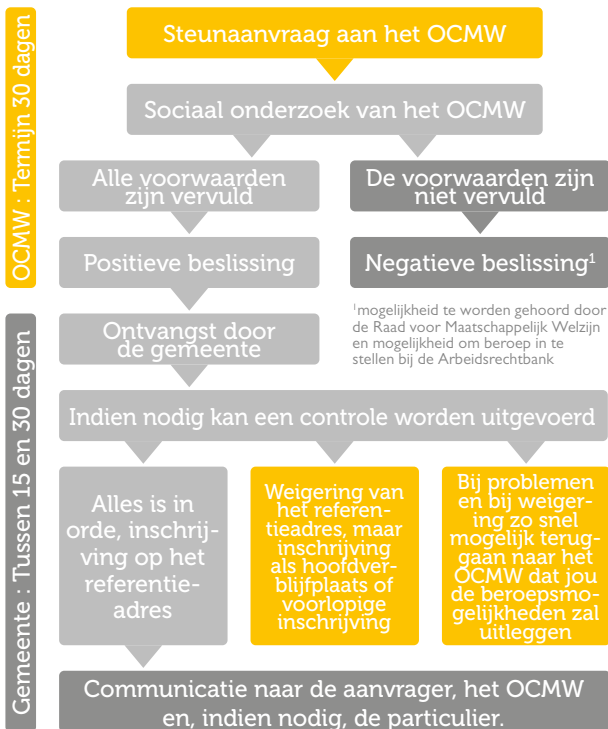 OCMW : Termijn 30 dagen
Steunaanvraag aan het OCMW
Sociaal onderzoek van het OCMW
Alle voorwaarden
zijn vervuld
De voorwaarden zijn
niet vervuld
Positieve beslissing
Negatieve beslissing¹
¹mogelijkheid te worden gehoord door
de Raad voor Maatschappelijk Welzijn
en mogelijkheid om beroep in te
stellen bij de Arbeidsrechtbank
Gemeente : Tussen 15 en 30 dagen
Ontvangst door
de gemeente
Indien nodig kan een controle worden uitgevoerd
Alles is in
orde, inschrij-
ving op het
referentie-
adres
Weigering van
het referen-
tieadres, maar
inschrijving
als hoofdver-
blijfplaats of
voorlopige
inschrijving
Bij problemen
en bij weiger-
ing zo snel
mogelijk terug-
gaan naar het
OCMW dat jou
de beroepsmo-
gelijkheden zal
uitleggen
Communicatie naar de aanvrager, het OCMW
en, indien nodig, de particulier.